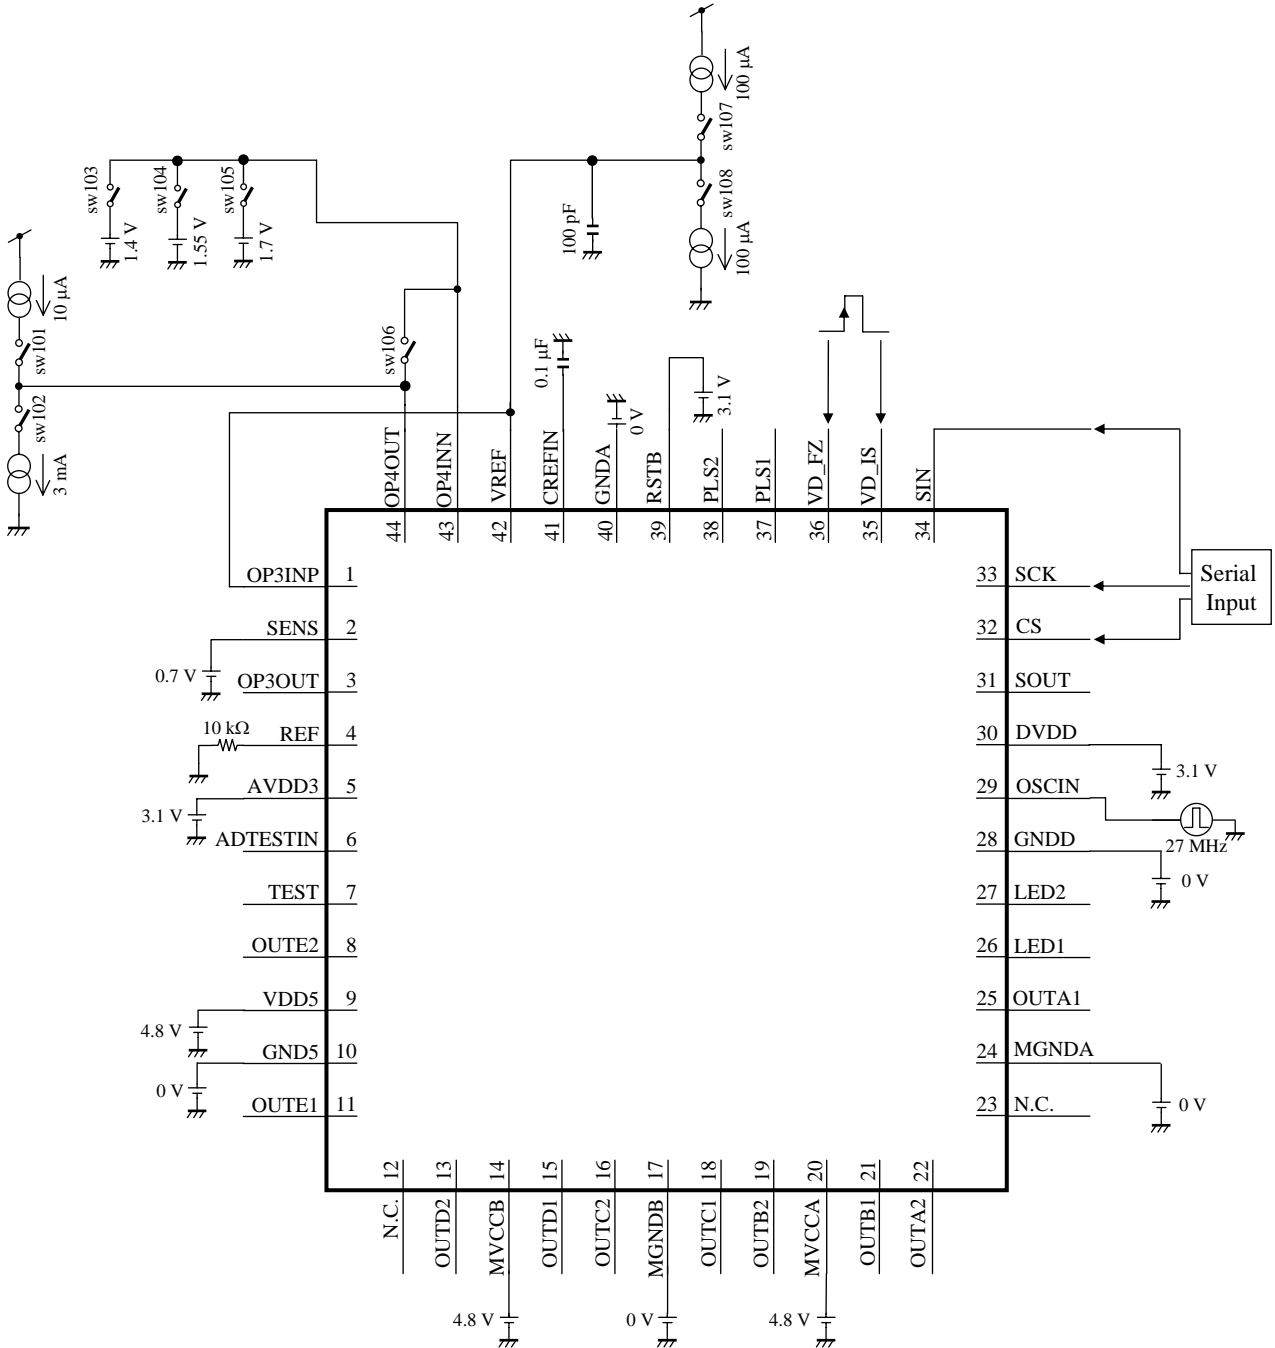 100 µA
sw107
sw108
100 µA
100 pF
sw103
sw104
sw105
1.4 V
1.55 V
1.7 V
10 µA
sw101
sw102
3 mA
sw106
0.1 µF
0 V
3.1 V
OP4OUT
OP4INN
VREF
CREFIN
GNDA
RSTB
PLS2
PLS1
VD_FZ
VD_IS
SIN
44
43
42
41
40
39
38
37
36
35
34
OP3INP 1
SENS 2
0.7 V
OP3OUT 3
10 kΩ
REF 4
AVDD3 5
3.1 V
ADTESTIN 6
TEST 7
OUTE2 8
VDD5 9
4.8 V
GND5 10
0 V
OUTE1 11
33 SCK
Serial
Input
32 CS
31 SOUT
30 DVDD
3.1 V
29 OSCIN
27 MHz
28 GNDD
0 V
27 LED2
26 LED1
25 OUTA1
24 MGNDA
0 V
23 N.C.
12
13
14
15
16
17
18
19
20
21
22
N.C.
OUTD2
MVCCB
OUTD1
OUTC2
MGNDB
OUTC1
OUTB2
MVCCA
OUTB1
OUTA2
4.8 V
0 V
4.8 V